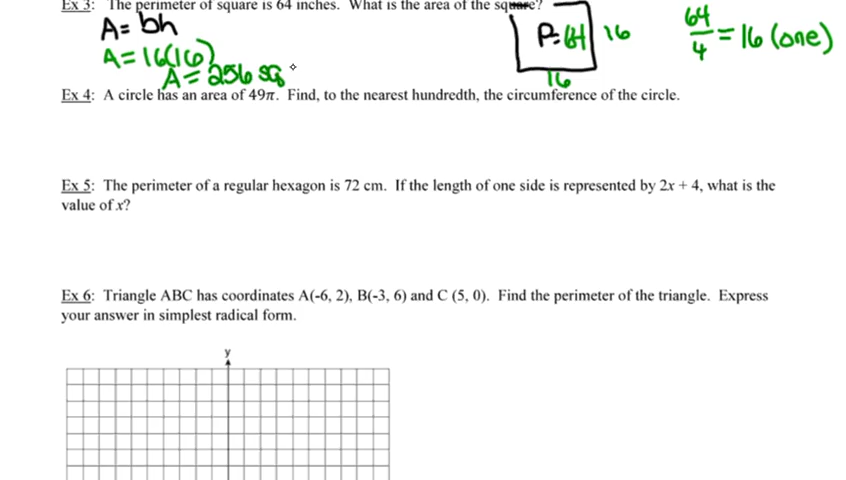 Ex 3: The perimeter of square is 64 inches. What is the area of the square?
A = bh
A = 16(16)
A = 256 sq
P = 64
16
16
64/4 = 16 (one)
Ex 4: A circle has an area of 49π. Find, to the nearest hundredth, the circumference of the circle.
Ex 5: The perimeter of a regular hexagon is 72 cm. If the length of one side is represented by 2x + 4, what is the
value of x?
Ex 6: Triangle ABC has coordinates A(-6, 2), B(-3, 6) and C (5, 0). Find the perimeter of the triangle. Express
your answer in simplest radical form.
y